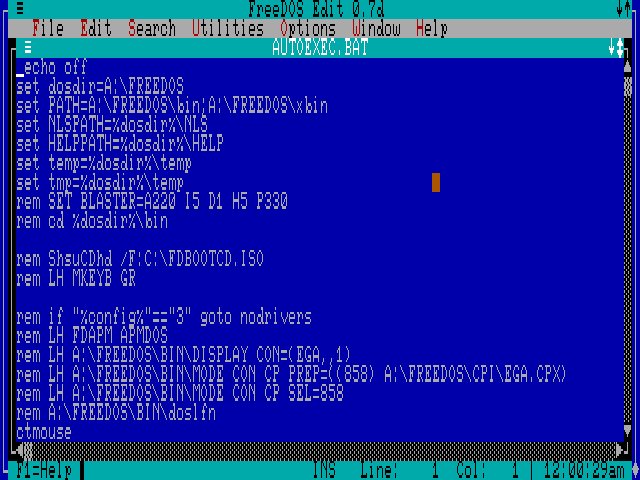 FreeDOS Edit 0.7d
File Edit Search Utilities Options Window Help
AUTOEXEC.BAT
echo off
set dosdir=A:\FREEDOS
set PATH=A:\FREEDOS\bin;A:\FREEDOS\xbin
set NLSPATH=%dosdir%\NLS
set HELPPATH=%dosdir%\HELP
set temp=%dosdir%\temp
set tmp=%dosdir%\temp
rem SET BLASTER=A220 I5 D1 H5 P330
rem cd %dosdir%\bin
rem ShsuCDhd /F:C:\FDBOOTCD.ISO
rem LH MKEYB GR
rem if "%config%"=="3" goto nodrivers
rem LH FDAPM APMDOS
rem LH A:\FREEDOS\BIN\DISPLAY CON=(EGA,,1)
rem LH A:\FREEDOS\BIN\MODE CON CP PREP=((858) A:\FREEDOS\CPI\EGA.CPX)
rem LH A:\FREEDOS\BIN\MODE CON CP SEL=858
rem A:\FREEDOS\BIN\doslfn
ctmouse
F1=Help INS Line: 1 Col: 1 | 12:00:29am